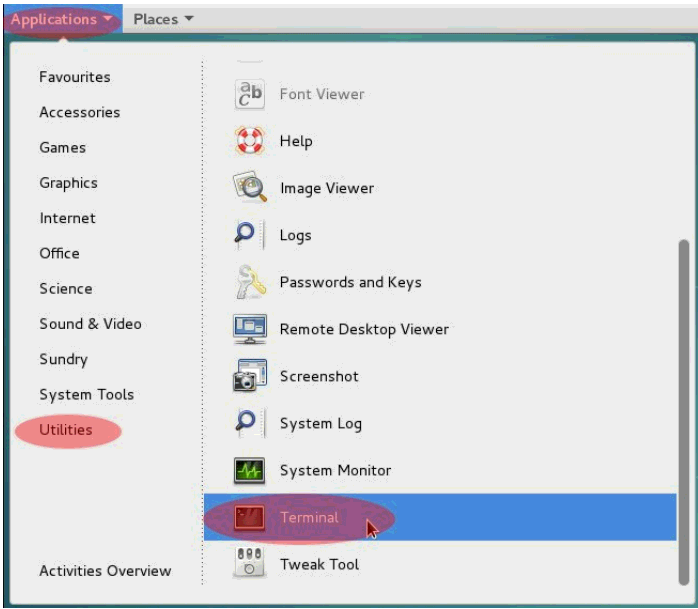 Applications Places
Favourites
Accessories
Games
Graphics
Internet
Office
Science
Sound & Video
Sundry
System Tools
Utilities
Activities Overview
abc Font Viewer
Help
Image Viewer
Logs
Passwords and Keys
Remote Desktop Viewer
Screenshot
System Log
System Monitor
Terminal
Tweak Tool